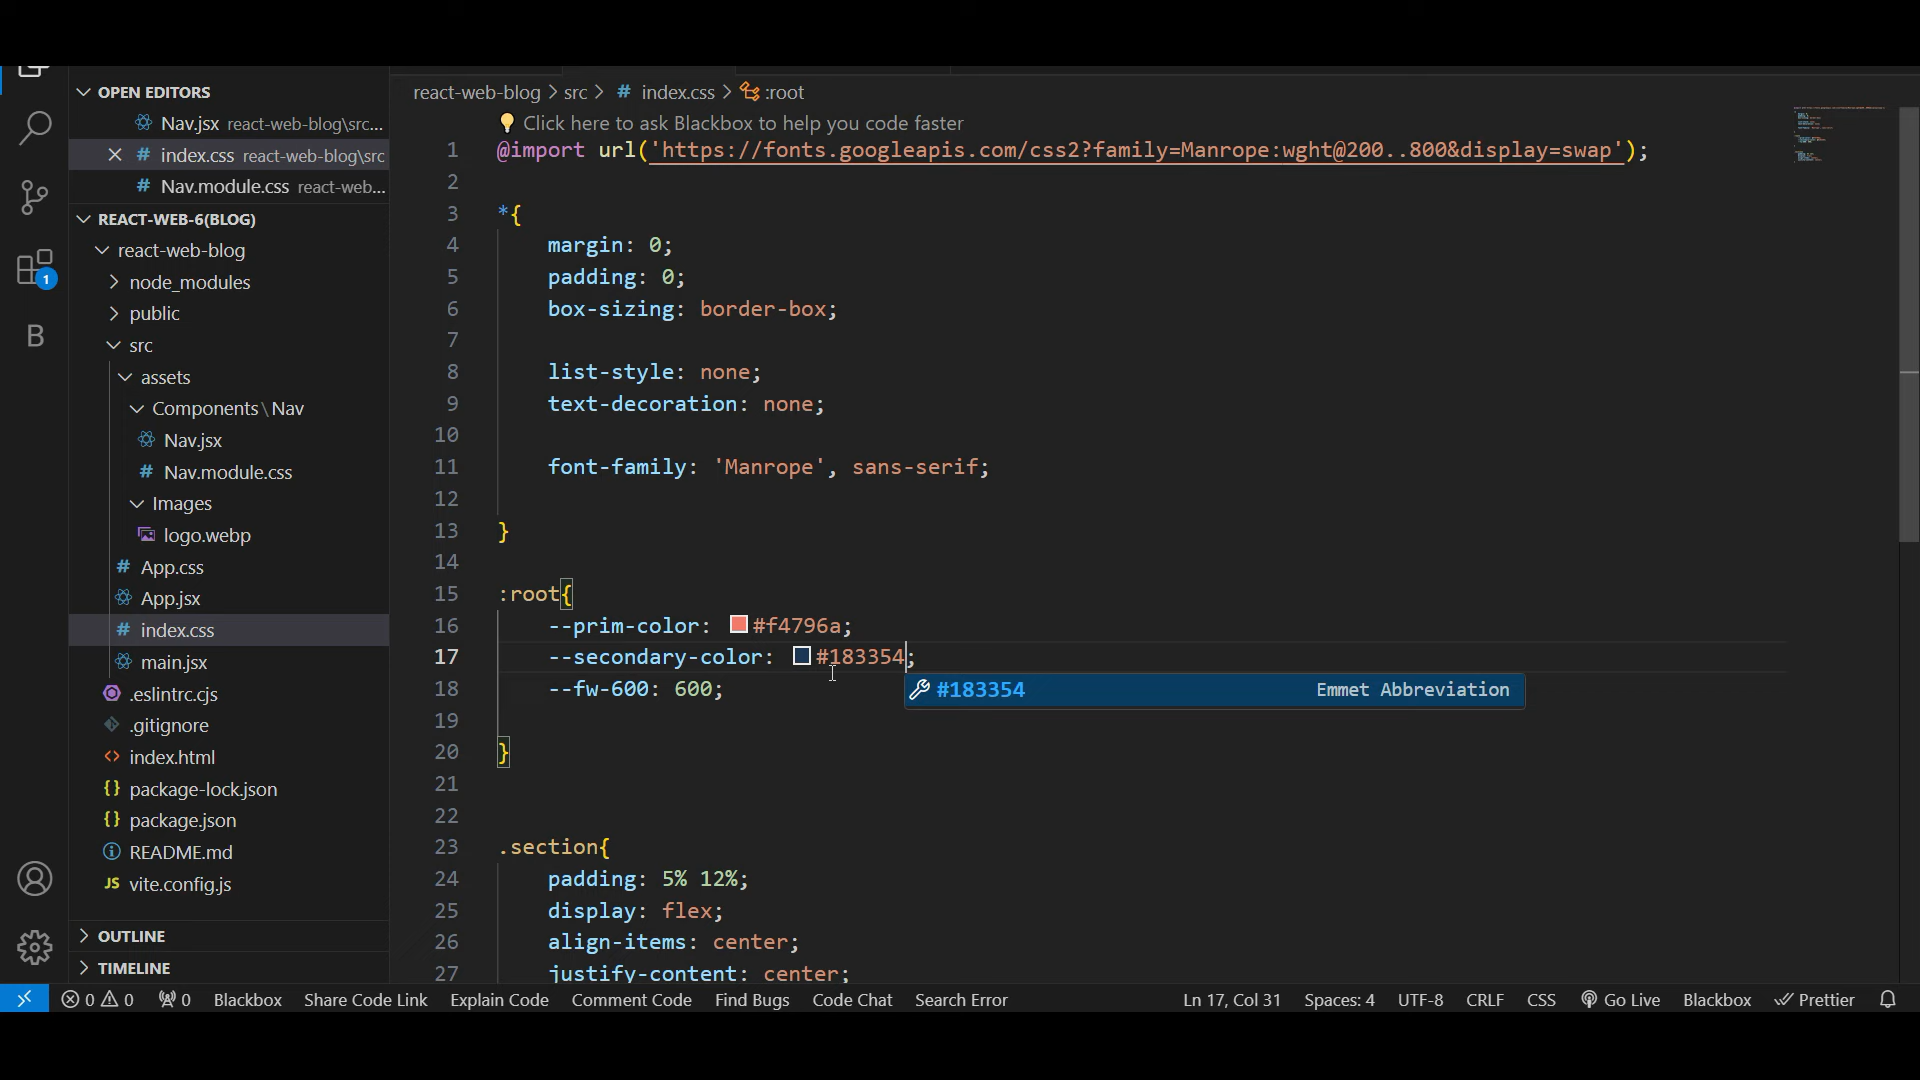 OPEN EDITORS
Nav.jsx react-web-blog\src...
index.css react-web-blog\src
Nav.module.css react-web...
REACT-WEB-6(BLOG)
react-web-blog
node_modules
public
src
assets
Components\Nav
Nav.jsx
Nav.module.css
Images
logo.webp
App.css
App.jsx
index.css
main.jsx
.eslintrc.cjs
.gitignore
index.html
package-lock.json
package.json
README.md
vite.config.js
OUTLINE
TIMELINE
1
B
react-web-blog > src > # index.css > :root
Click here to ask Blackbox to help you code faster
1 @import url('https://fonts.googleapis.com/css2?family=Manrope:wght@200..800&display=swap');
2
3 *{
4 margin: 0;
5 padding: 0;
6 box-sizing: border-box;
7
8 list-style: none;
9 text-decoration: none;
10
11 font-family: 'Manrope', sans-serif;
12
13 }
14
15 :root{
16 --prim-color: #f4796a;
17 --secondary-color: #183354;
#183354 Emmet Abbreviation
18 --fw-600: 600;
19
20 }
21
22
23 .section{
24 padding: 5% 12%;
25 display: flex;
26 align-items: center;
27 justify-content: center;
0 0 0 Blackbox Share Code Link Explain Code Comment Code Find Bugs Code Chat Search Error Ln 17, Col 31 Spaces: 4 UTF-8 CRLF CSS Go Live Blackbox Prettier